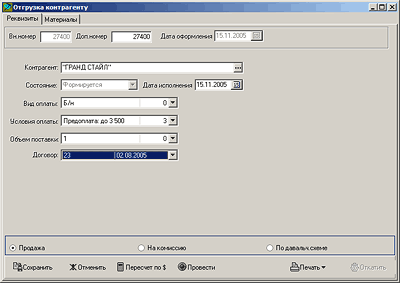 Отгрузка контрагенту
Реквизиты Материалы
Вн.номер 27400 Доп.номер 27400 Дата оформления 15.11.2005
Контрагент: "ГРАНД СТАЙЛ" ...
Состояние: Формируется Дата исполнения 15.11.2005
Вид оплаты: Б/н 0
Условия оплаты: Предоплата: до 3 500 3
Объем поставки: 1 0
Договор: 23 02.08.2005
Продажа На комиссию По давальч.схеме
Сохранить Отменить Пересчет по $ Провести Печать Откатить